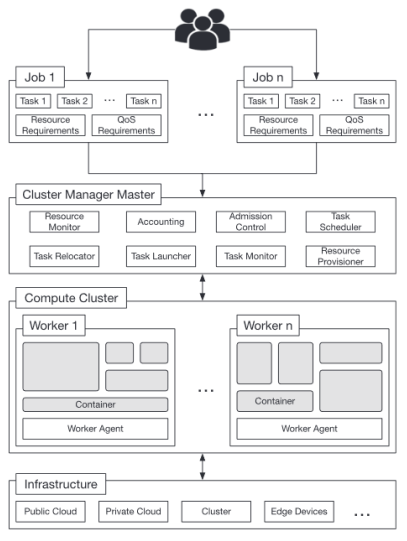 Job 1
Job n
Task 1 Task 2 ... Task n
Resource
Requirements
QoS
Requirements
...
Task 1 Task 2 ... Task n
Resource
Requirements
QoS
Requirements
Cluster Manager Master
Resource
Monitor
Accounting
Admission
Control
Task
Scheduler
Task Relocator
Task Launcher
Task Monitor
Resource
Provisioner
Compute Cluster
Worker 1
Container
Worker Agent
...
Worker n
Container
Worker Agent
Infrastructure
Public Cloud
Private Cloud
Cluster
Edge Devices
...